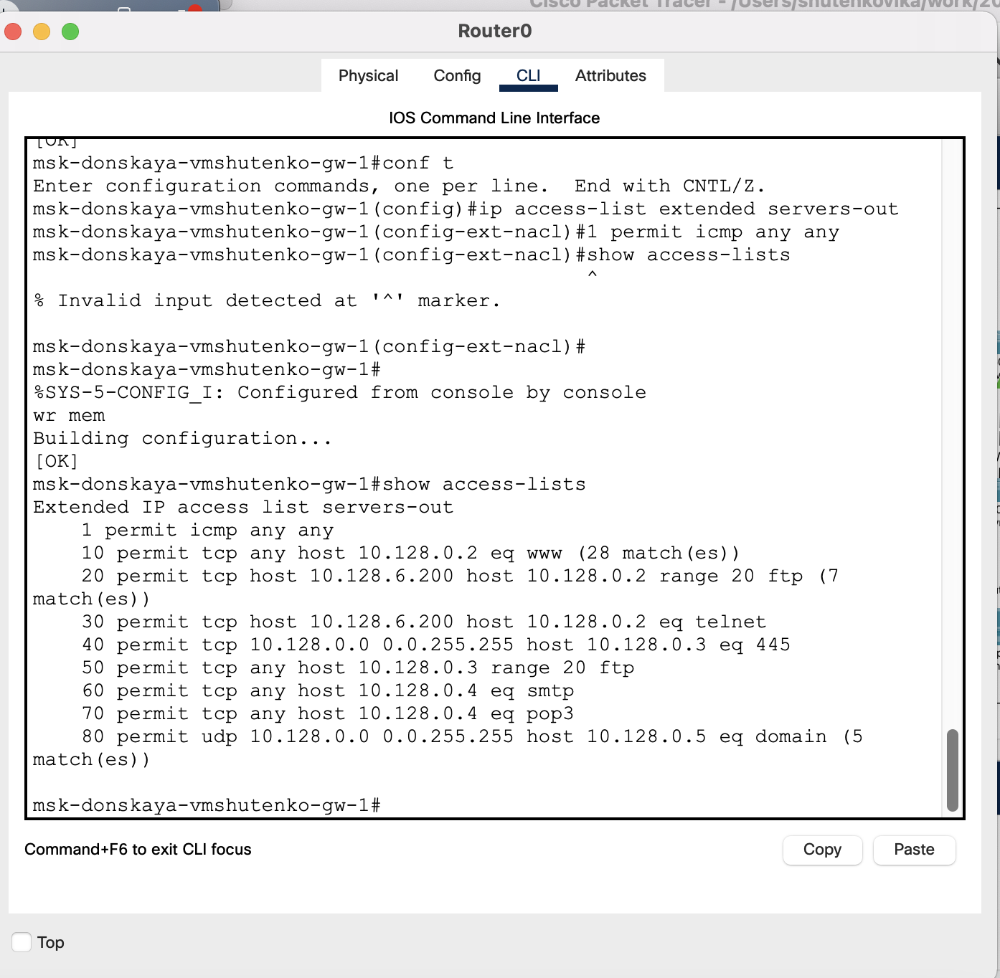 Cisco Packet Tracer - /Users/shutenkovika/work/20
Router0
Physical Config CLI Attributes
IOS Command Line Interface
[OK]
msk-donskaya-vmshutenko-gw-1#conf t
Enter configuration commands, one per line.  End with CNTL/Z.
msk-donskaya-vmshutenko-gw-1(config)#ip access-list extended servers-out
msk-donskaya-vmshutenko-gw-1(config-ext-nacl)#1 permit icmp any any
msk-donskaya-vmshutenko-gw-1(config-ext-nacl)#show access-lists
^
% Invalid input detected at '^' marker.
msk-donskaya-vmshutenko-gw-1(config-ext-nacl)#
msk-donskaya-vmshutenko-gw-1#
%SYS-5-CONFIG_I: Configured from console by console
wr mem
Building configuration...
[OK]
msk-donskaya-vmshutenko-gw-1#show access-lists
Extended IP access list servers-out
1 permit icmp any any
10 permit tcp any host 10.128.0.2 eq www (28 match(es))
20 permit tcp host 10.128.6.200 host 10.128.0.2 range 20 ftp (7
match(es))
30 permit tcp host 10.128.6.200 host 10.128.0.2 eq telnet
40 permit tcp 10.128.0.0 0.0.255.255 host 10.128.0.3 eq 445
50 permit tcp any host 10.128.0.3 range 20 ftp
60 permit tcp any host 10.128.0.4 eq smtp
70 permit tcp any host 10.128.0.4 eq pop3
80 permit udp 10.128.0.0 0.0.255.255 host 10.128.0.5 eq domain (5
match(es))
msk-donskaya-vmshutenko-gw-1#
Command+F6 to exit CLI focus
Copy Paste
Top